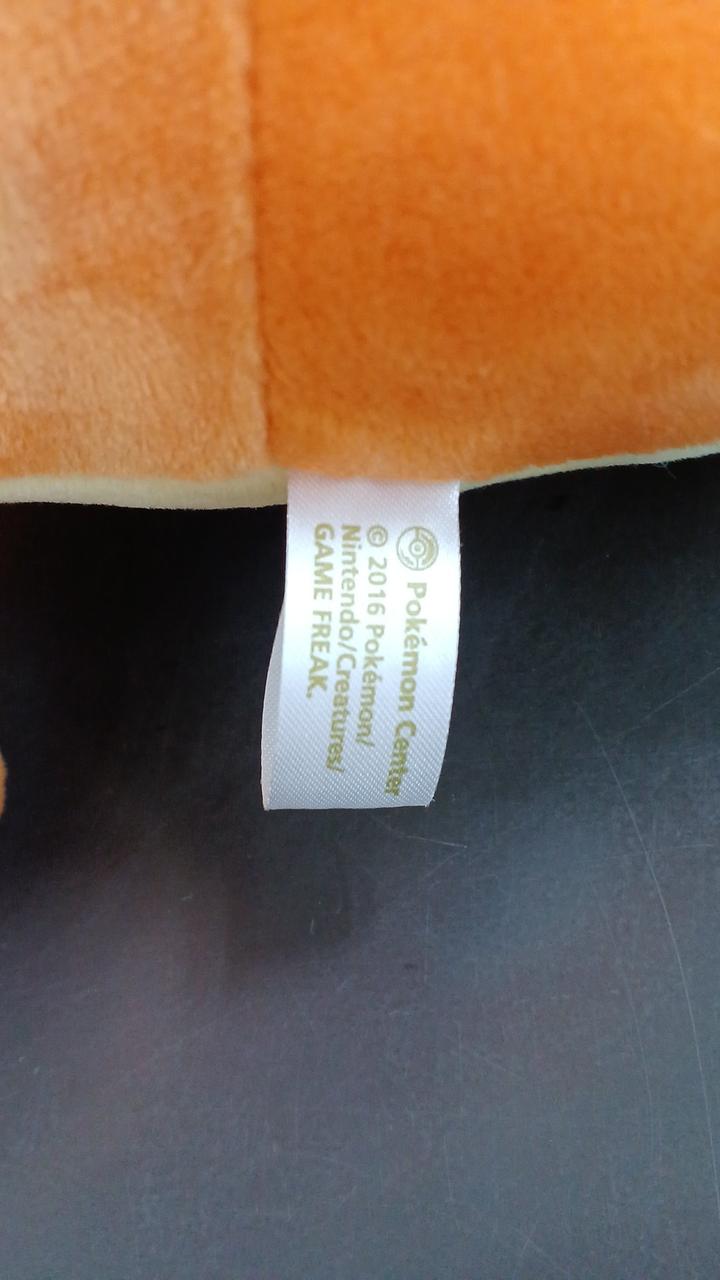 Pokémon Center
© 2016 Pokémon/
Nintendo/Creatures/
GAME FREAK.